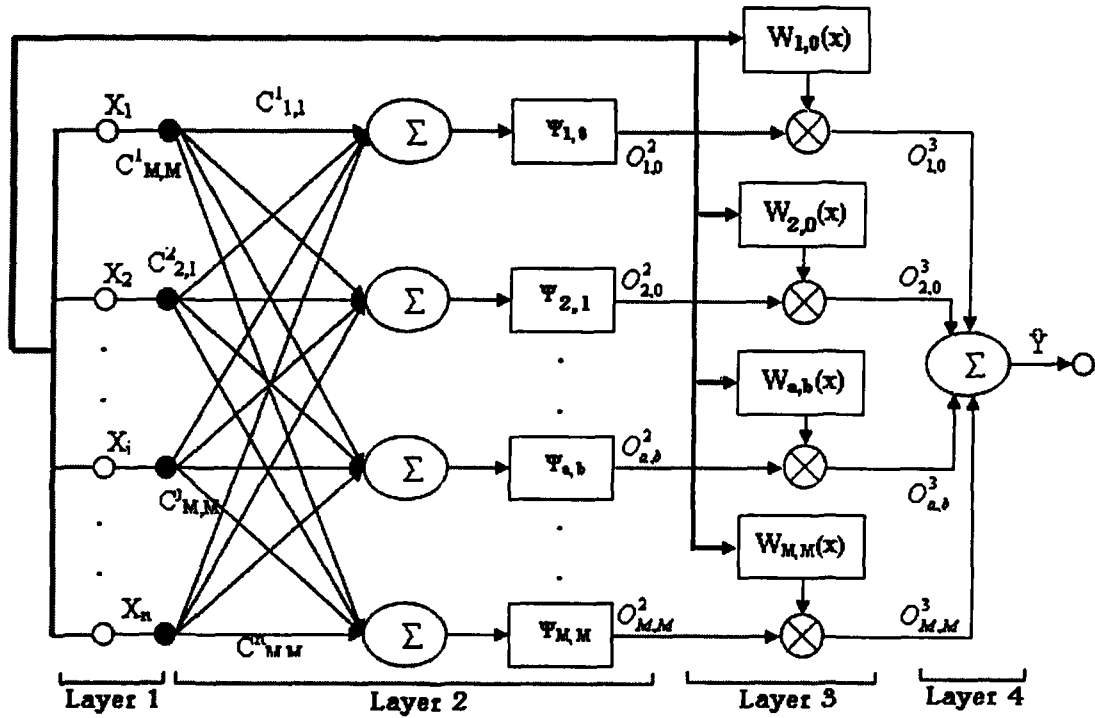 W1,0(x)
X1
C¹1,1
Σ
Ψ1,0
O²1,0
O³1,0
C¹M,M
W2,0(x)
X2
C²2,1
Σ
Ψ2,1
O²2,0
O³2,0
Σ
Ŷ
Wa,b(x)
Xi
Σ
Ψa,b
O²a,b
O³a,b
M,M
WM,M(x)
Xn
CⁿM,M
Σ
ΨM,M
O²M,M
O³M,M
Layer 1
Layer 2
Layer 3
Layer 4